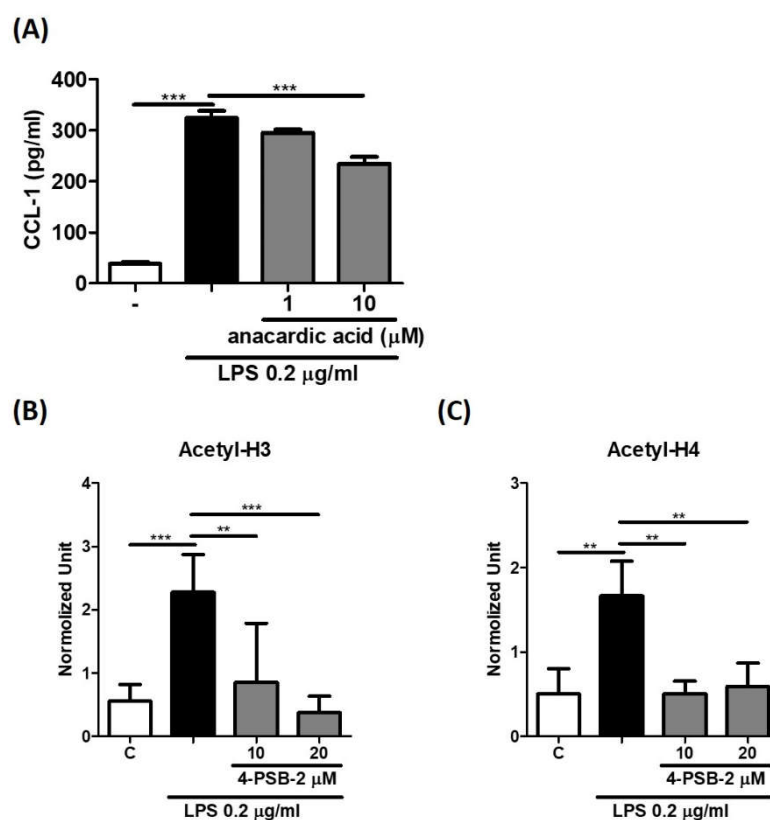 (A)
CCL-1 (pg/ml)
400
300
200
100
0
***
***
-
1
10
anacardic acid (μM)
LPS 0.2 μg/ml
(B)
Acetyl-H3
Normolized Unit
4
3
2
1
0
***
**
***
C
10
20
4-PSB-2 μM
LPS 0.2 μg/ml
(C)
Acetyl-H4
Normolized Unit
3
2
1
0
**
**
**
C
10
20
4-PSB-2 μM
LPS 0.2 μg/ml